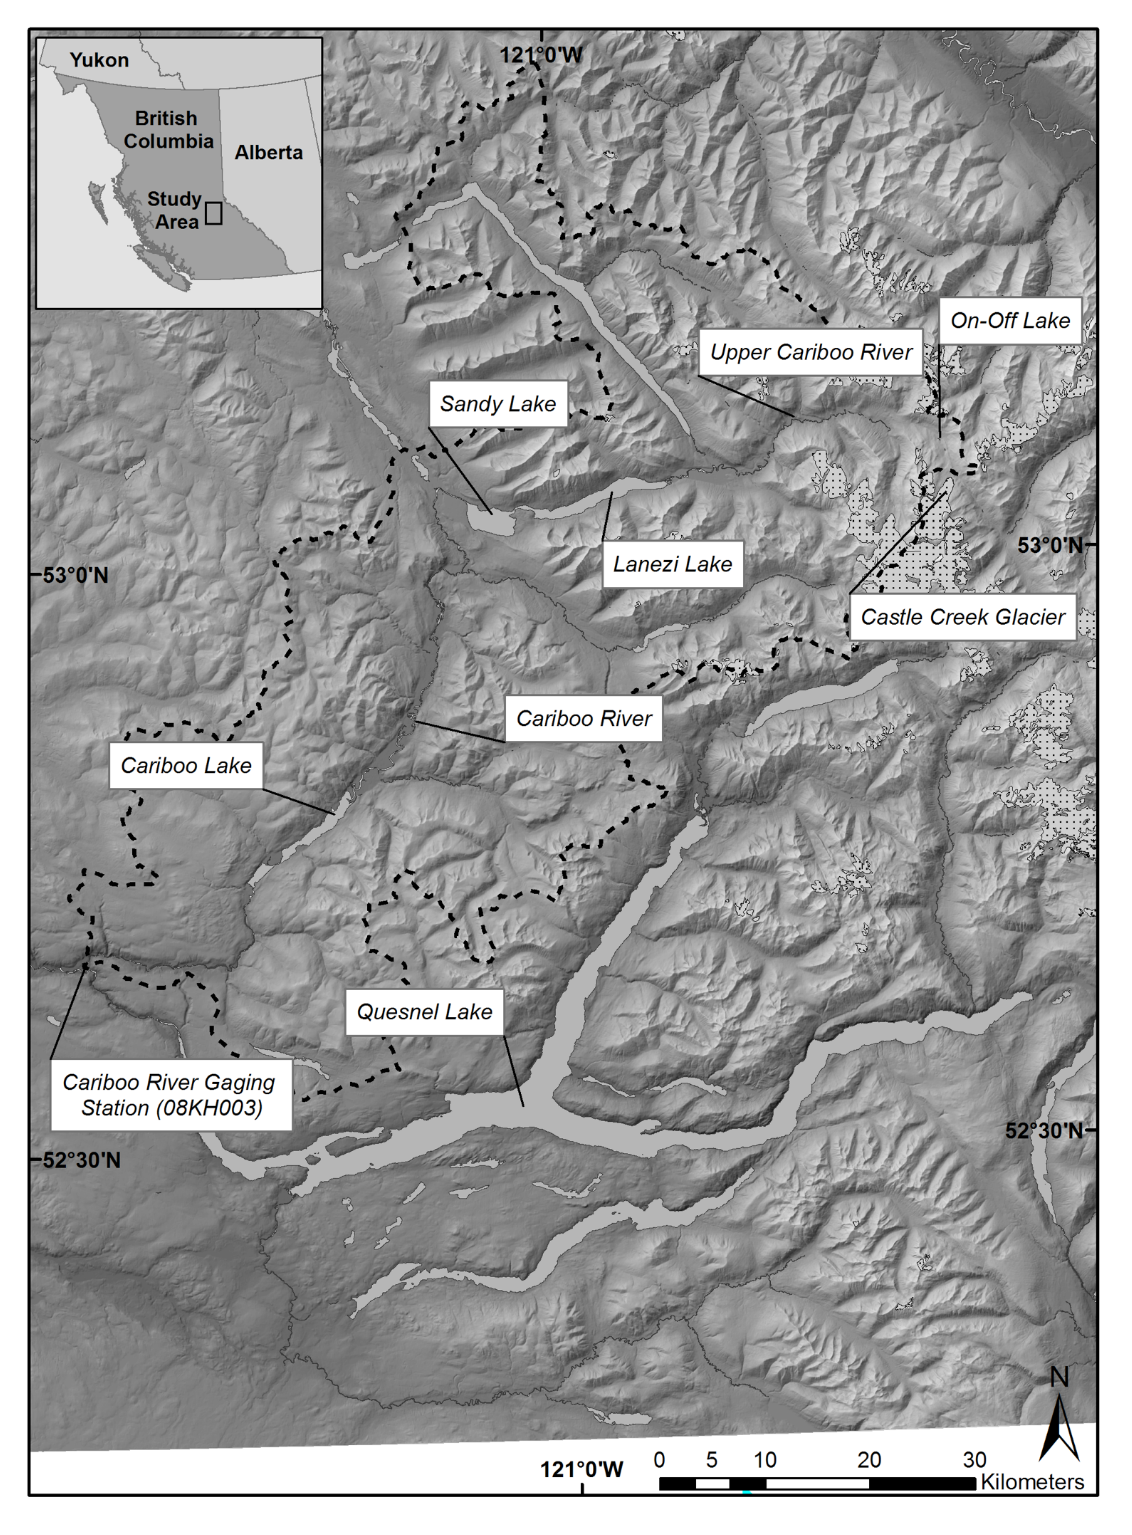 121°0'W
Yukon
British
Columbia
Alberta
Study
Area
On-Off Lake
Upper Cariboo River
Sandy Lake
53°0'N
Lanezi Lake
53°0'N
Castle Creek Glacier
Cariboo River
Cariboo Lake
Quesnel Lake
Cariboo River Gaging
Station (08KH003)
52°30'N
52°30'N
N
121°0'W
0 5 10 20 30
Kilometers